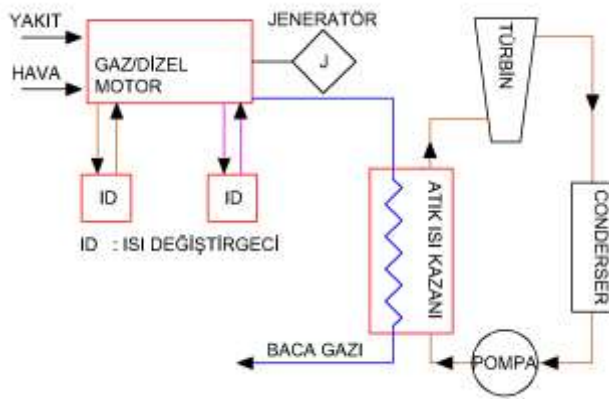 YAKIT
JENERATÖR
HAVA
GAZ/DİZEL
MOTOR
J
TÜRBİN
ID
ID
ID : ISI DEĞİŞTİRGECİ
ATIK ISI KAZANI
CONDERSER
BACA GAZI
POMPA